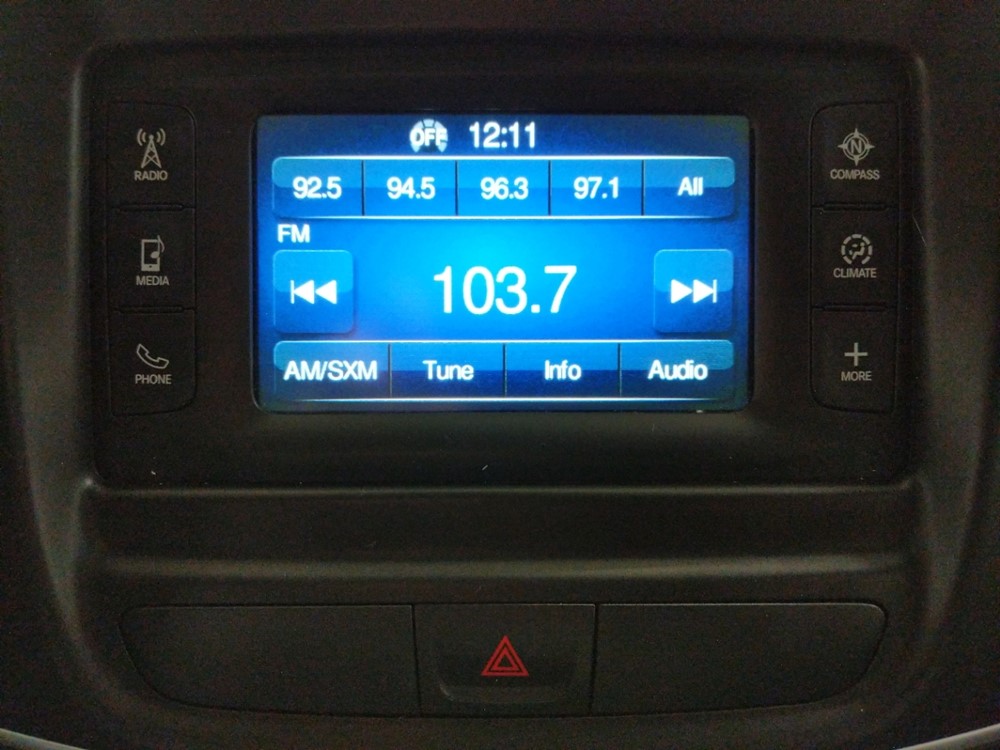 OFF 12:11
92.5 94.5 96.3 97.1 All
FM
103.7
AM/SXM Tune Info Audio
RADIO
MEDIA
PHONE
N
COMPASS
CLIMATE
MORE